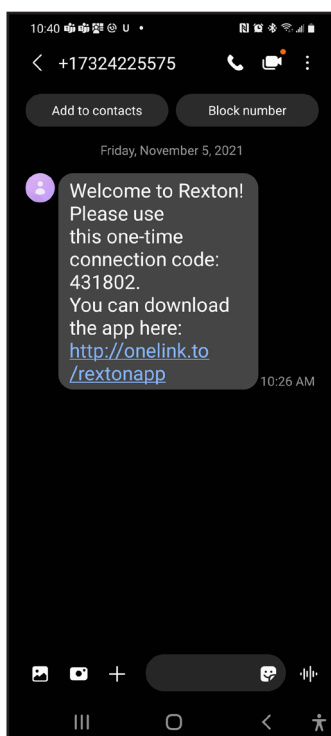 10:40
+17324225575
Add to contacts
Block number
Friday, November 5, 2021
Welcome to Rexton!
Please use
this one-time
connection code:
431802.
You can download
the app here:
http://onelink.to
/rextonapp
10:26 AM